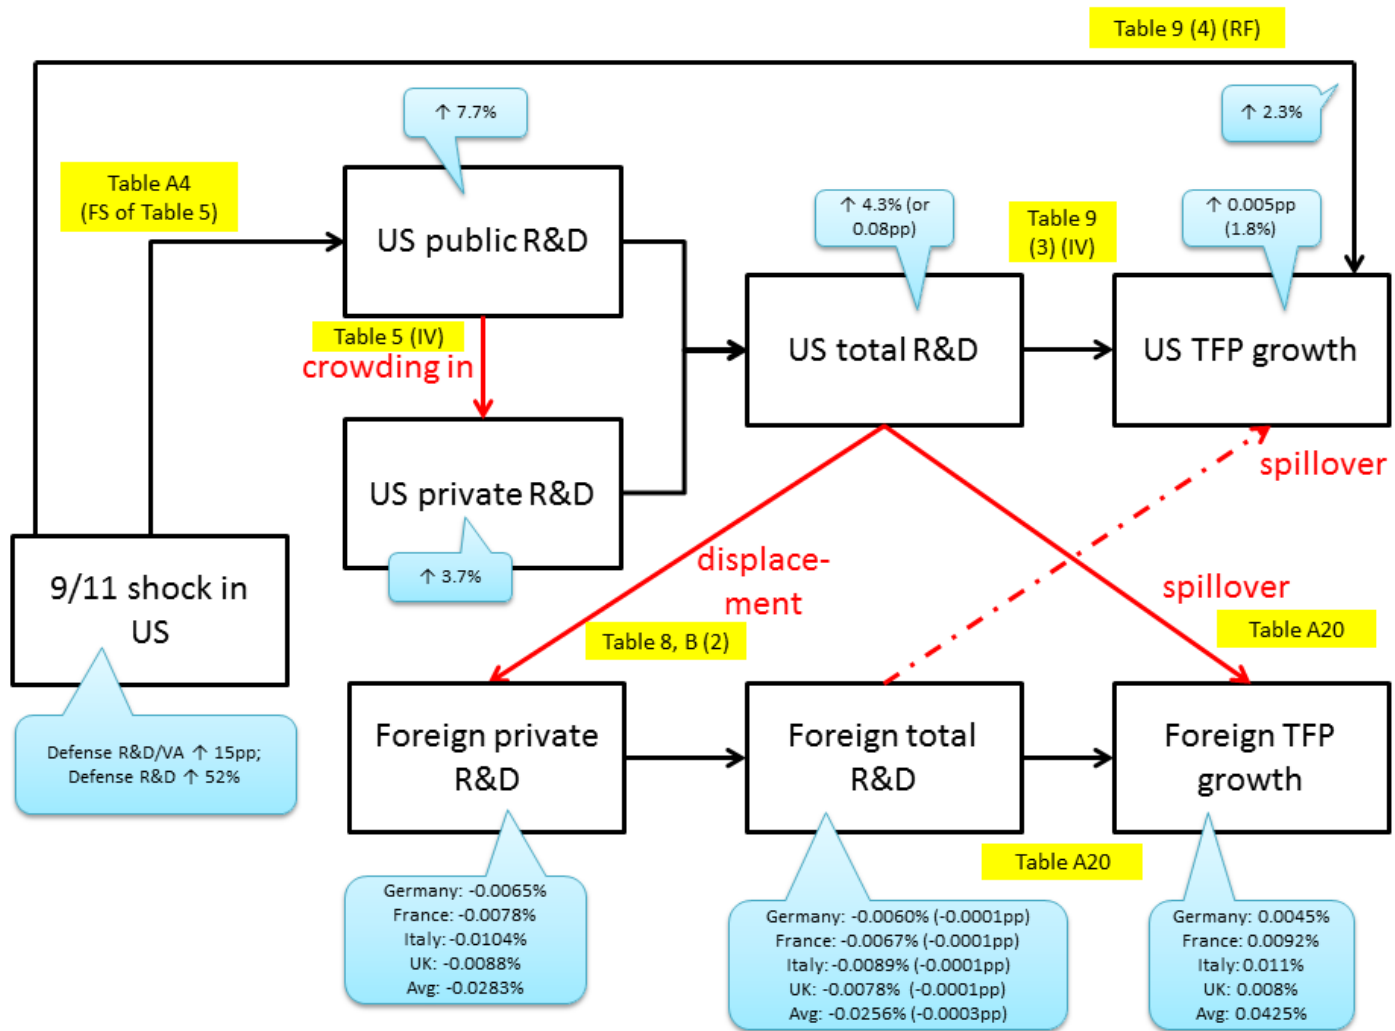 Table 9 (4) (RF)
↑ 7.7%
↑ 2.3%
Table A4
(FS of Table 5)
US public R&D
↑ 4.3% (or
0.08pp)
Table 9
(3) (IV)
↑ 0.005pp
(1.8%)
Table 5 (IV)
crowding in
US total R&D
US TFP growth
US private R&D
spillover
↑ 3.7%
9/11 shock in
US
displace-
ment
spillover
Table 8, B (2)
Table A20
Defense R&D/VA ↑ 15pp;
Defense R&D ↑ 52%
Foreign private
R&D
Foreign total
R&D
Foreign TFP
growth
Table A20
Germany: -0.0065%
France: -0.0078%
Italy: -0.0104%
UK: -0.0088%
Avg: -0.0283%
Germany: -0.0060% (-0.0001pp)
France: -0.0067% (-0.0001pp)
Italy: -0.0089% (-0.0001pp)
UK: -0.0078% (-0.0001pp)
Avg: -0.0256% (-0.0003pp)
Germany: 0.0045%
France: 0.0092%
Italy: 0.011%
UK: 0.008%
Avg: 0.0425%